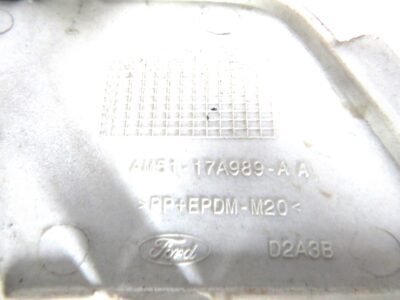 AM51-17A989-AA
>PP+EPDM-M20<
Ford D2A3B